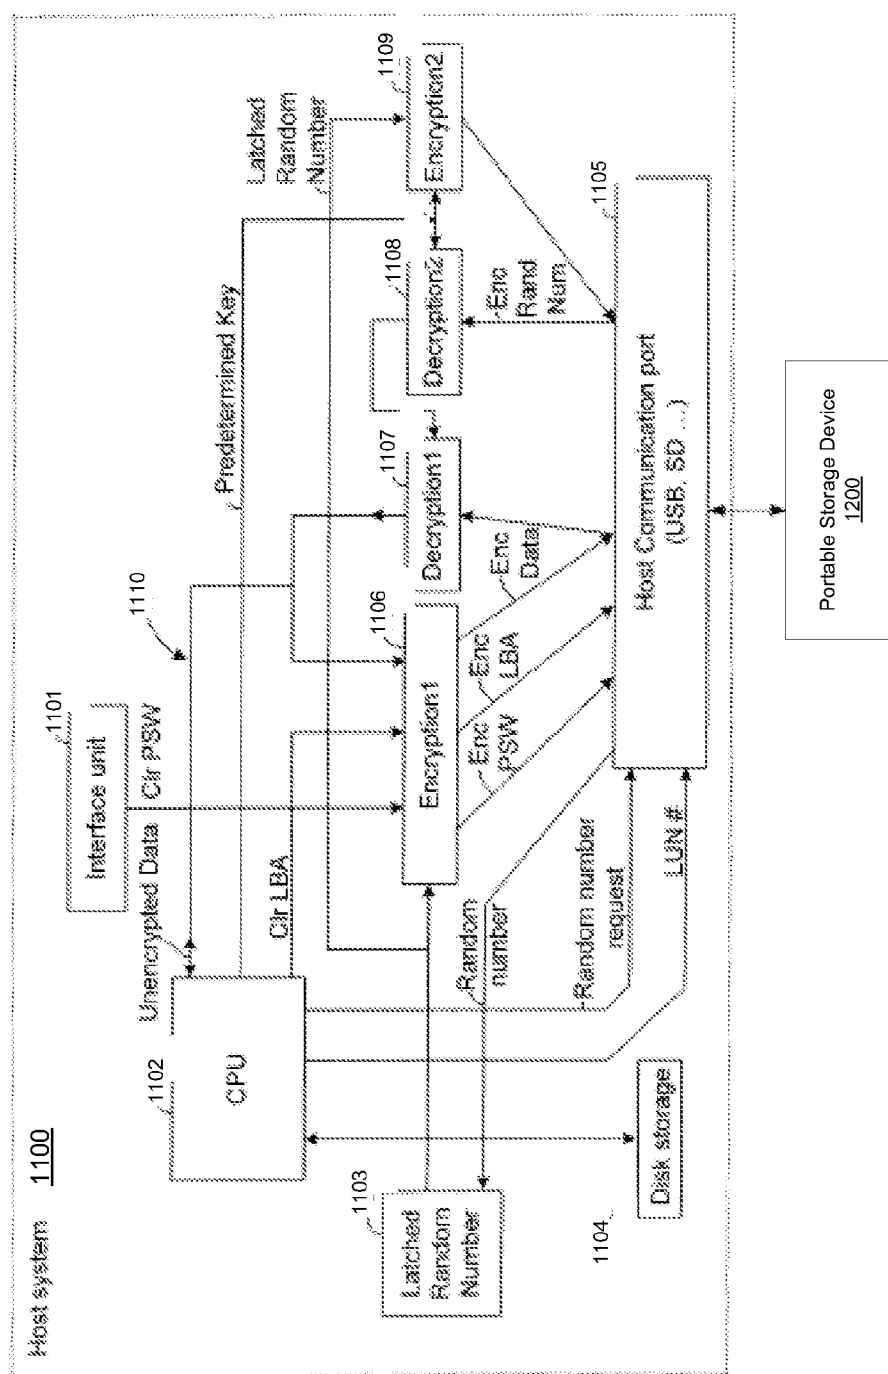 Host system 1100
1101
Interface unit
1102
CPU
1103
Latched
Random
Number
1104
Disk storage
Unencrypted Data
Clr PSW
1110
Predetermined Key
Latched
Random
Number
Clr LBA
1106
Encryption1
1107
Decryption1
1108
Decryption2
1109
Encryption2
Enc
PSW
Enc
LBA
Enc
Data
Enc
Rand
Num
Random
number
Random number
request
LUN #
1105
Host Communication port
(USB, SD ...)
Portable Storage Device
1200